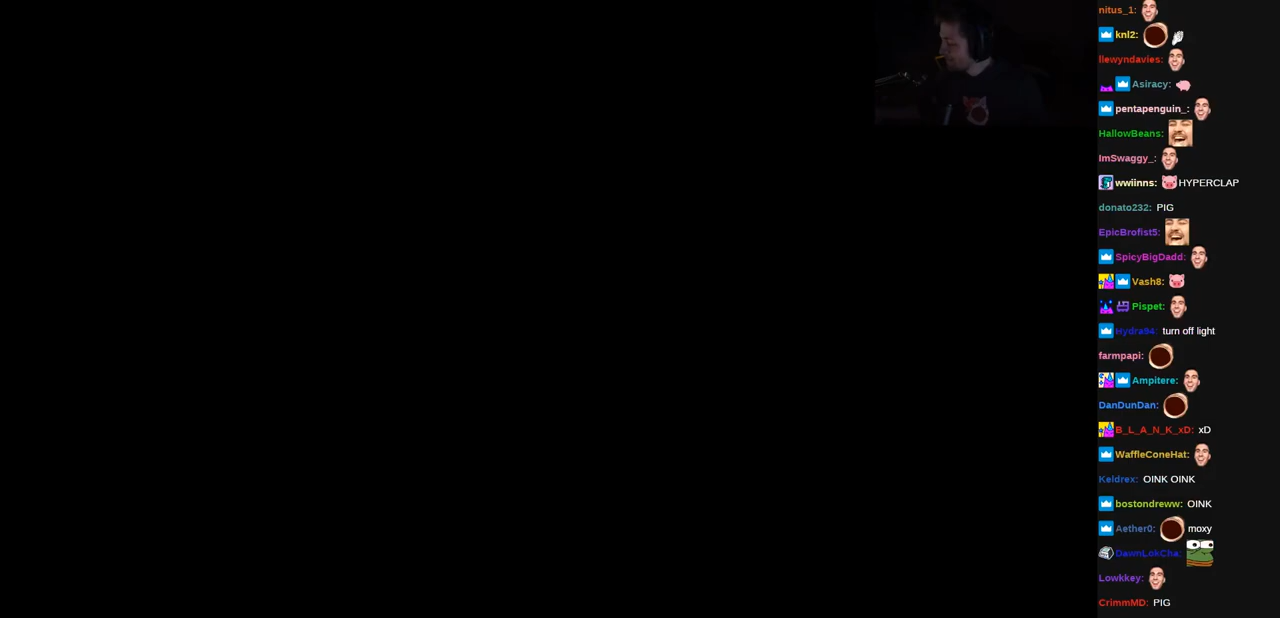 nitus_1:
knl2:
llewyndavies:
Asiracy:
pentapenguin_:
HallowBeans:
ImSwaggy_:
wwiinns: HYPERCLAP
donato232: PIG
EpicBrofist5:
SpicyBigDadd:
Vash8:
Pispet:
Hydra94: turn off light
farmpapi:
Ampitere:
DanDunDan:
B_L_A_N_K_xD: xD
WaffleConeHat:
Keldrex: OINK OINK
bostondreww: OINK
Aether0: moxy
DawnLokCha:
Lowkkey:
CrimmMD: PIG